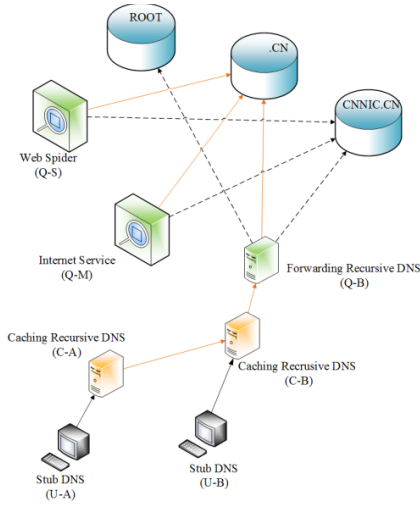 ROOT
.CN
CNNIC.CN
Web Spider
(Q-S)
Internet Service
(Q-M)
Forwarding Recursive DNS
(Q-B)
Caching Recursive DNS
(C-A)
Caching Recrusive DNS
(C-B)
Stub DNS
(U-A)
Stub DNS
(U-B)